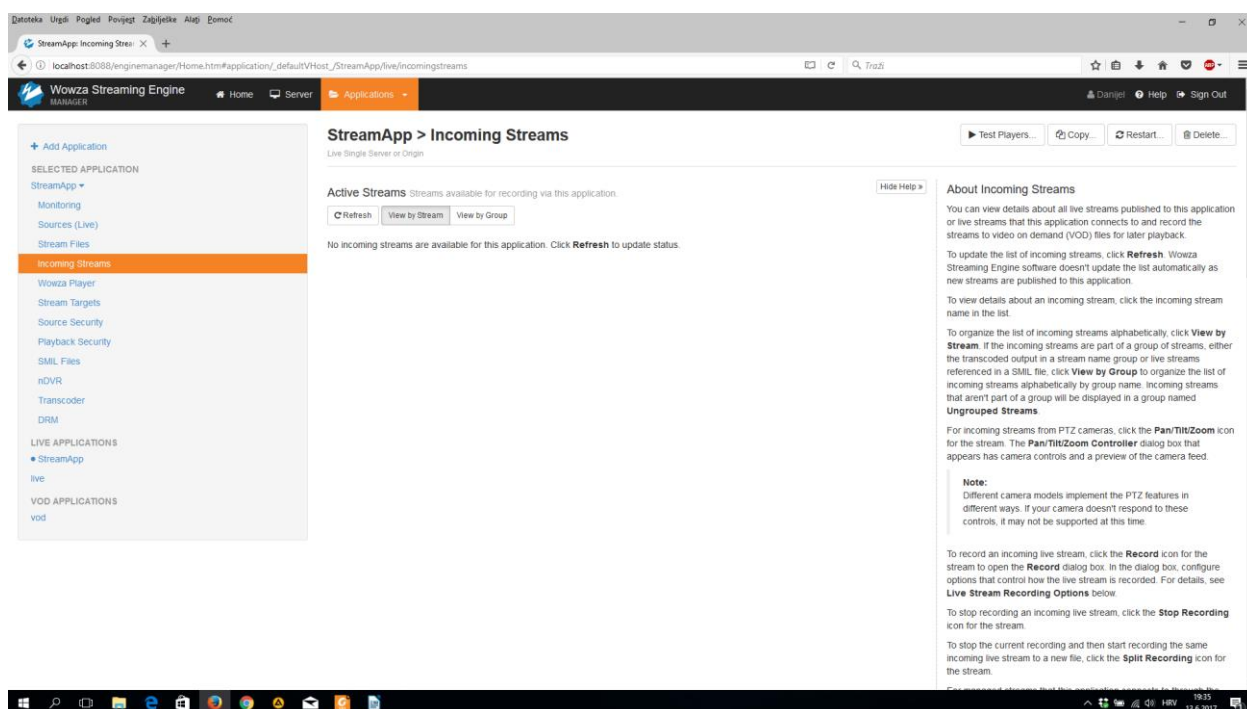 Datoteka Uredi Pogled Povijest Zabilješke Alati Pomoć
StreamApp: Incoming Strea
localhost:8088/enginemanager/Home.htm#application/_defaultVHost_/StreamApp/live/incomingstreams
Traži
Wowza Streaming Engine
MANAGER
Home Server Applications
Danijel Help Sign Out
+ Add Application
SELECTED APPLICATION
StreamApp
Monitoring
Sources (Live)
Stream Files
Incoming Streams
Wowza Player
Stream Targets
Source Security
Playback Security
SMIL Files
nDVR
Transcoder
DRM
LIVE APPLICATIONS
StreamApp
live
VOD APPLICATIONS
vod
StreamApp > Incoming Streams
Live Single Server or Origin
Test Players... Copy... Restart... Delete...
Active Streams Streams available for recording via this application.
Hide Help »
Refresh View by Stream View by Group
No incoming streams are available for this application. Click Refresh to update status.
About Incoming Streams
You can view details about all live streams published to this application
or live streams that this application connects to and record the
streams to video on demand (VOD) files for later playback.
To update the list of incoming streams, click Refresh. Wowza
Streaming Engine software doesn't update the list automatically as
new streams are published to this application.
To view details about an incoming stream, click the incoming stream
name in the list.
To organize the list of incoming streams alphabetically, click View by
Stream. If the incoming streams are part of a group of streams, either
the transcoded output in a stream name group or live streams
referenced in a SMIL file, click View by Group to organize the list of
incoming streams alphabetically by group name. Incoming streams
that aren't part of a group will be displayed in a group named
Ungrouped Streams.
For incoming streams from PTZ cameras, click the Pan/Tilt/Zoom icon
for the stream. The Pan/Tilt/Zoom Controller dialog box that
appears has camera controls and a preview of the camera feed.
Note:
Different camera models implement the PTZ features in
different ways. If your camera doesn't respond to these
controls, it may not be supported at this time.
To record an incoming live stream, click the Record icon for the
stream to open the Record dialog box. In the dialog box, configure
options that control how the live stream is recorded. For details, see
Live Stream Recording Options below.
To stop recording an incoming live stream, click the Stop Recording
icon for the stream.
To stop the current recording and then start recording the same
incoming live stream to a new file, click the Split Recording icon for
the stream.
HRV
19:35
13.6.2017.